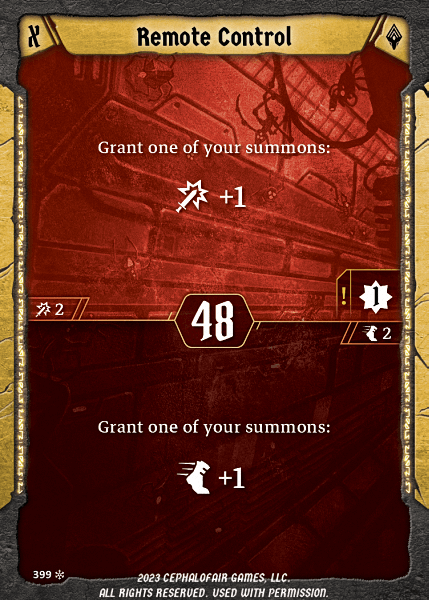 X
Remote Control
Grant one of your summons:
+1
! 1
2
48
2
Grant one of your summons:
+1
399
2023 CEPHALOFAIR GAMES, LLC.
ALL RIGHTS RESERVED. USED WITH PERMISSION.